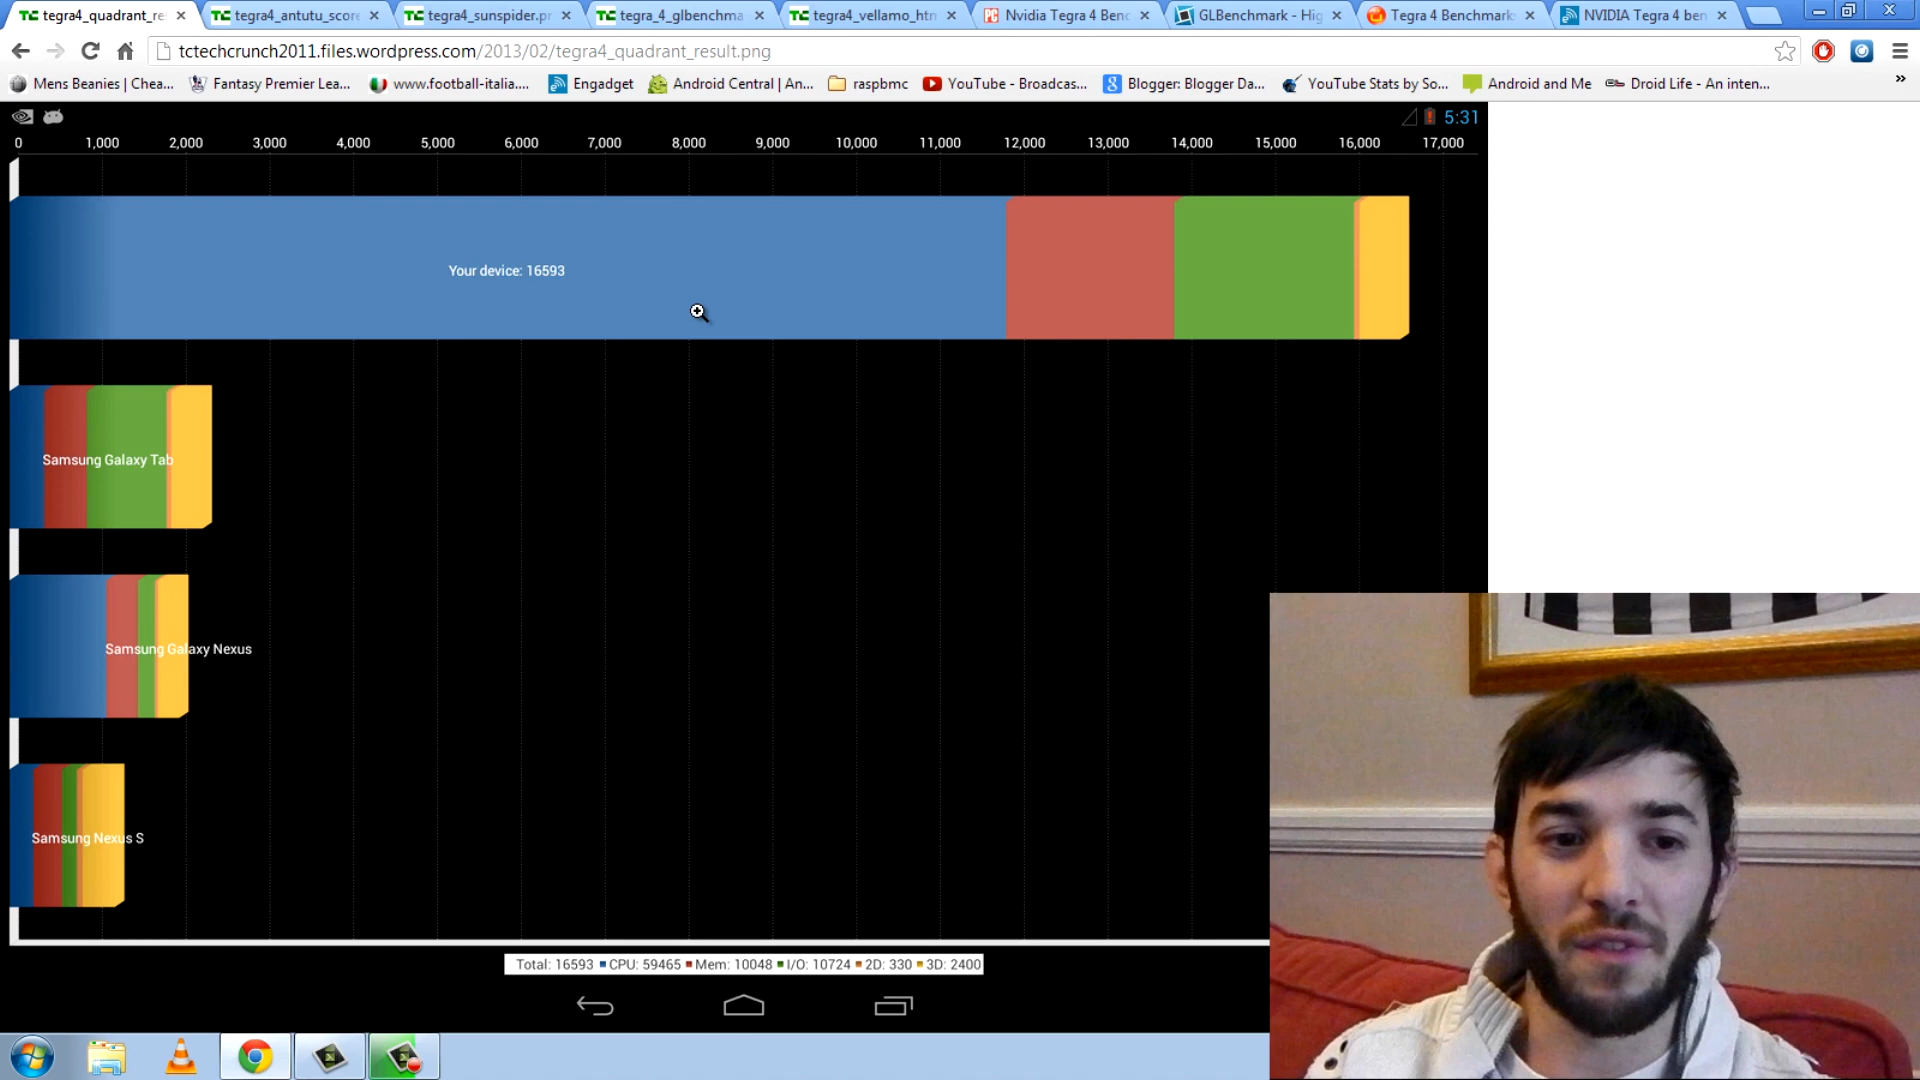 tegra4_quadrant_re
tegra4_antutu_score
tegra4_sunspider.pr
tegra_4_glbenchma
tegra4_vellamo_htm
Nvidia Tegra 4 Benc
GLBenchmark - Hig
Tegra 4 Benchmark
NVIDIA Tegra 4 ben
tctechcrunch2011.files.wordpress.com/2013/02/tegra4_quadrant_result.png
Mens Beanies | Chea...
Fantasy Premier Lea...
www.football-italia....
Engadget
Android Central | An...
raspbmc
YouTube - Broadcas...
Blogger: Blogger Da...
YouTube Stats by So...
Android and Me
Droid Life - An inten...
5:31
0 1,000 2,000 3,000 4,000 5,000 6,000 7,000 8,000 9,000 10,000 11,000 12,000 13,000 14,000 15,000 16,000 17,000
Your device: 16593
Samsung Galaxy Tab
Samsung Galaxy Nexus
Samsung Nexus S
Total: 16593 CPU: 59465 Mem: 10048 I/O: 10724 2D: 330 3D: 2400